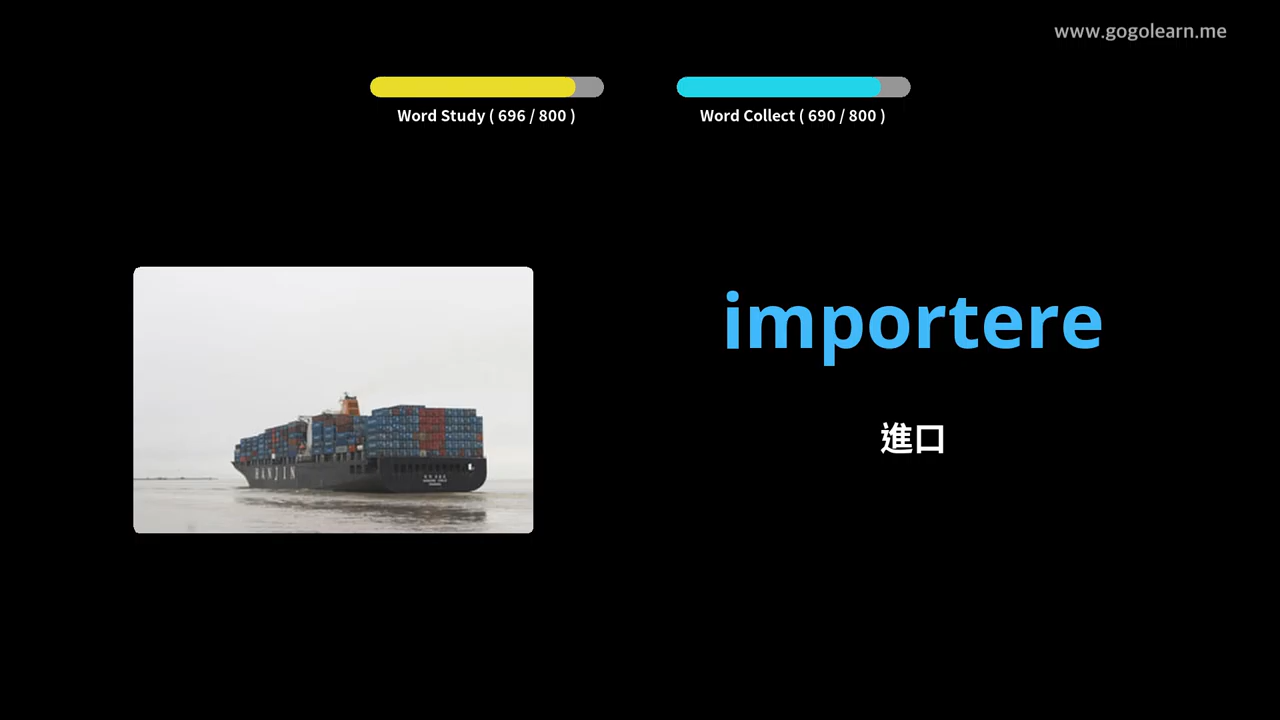 www.gogolearn.me
Word Study ( 696 / 800 )
Word Collect ( 690 / 800 )
importere
進口
HANJIN